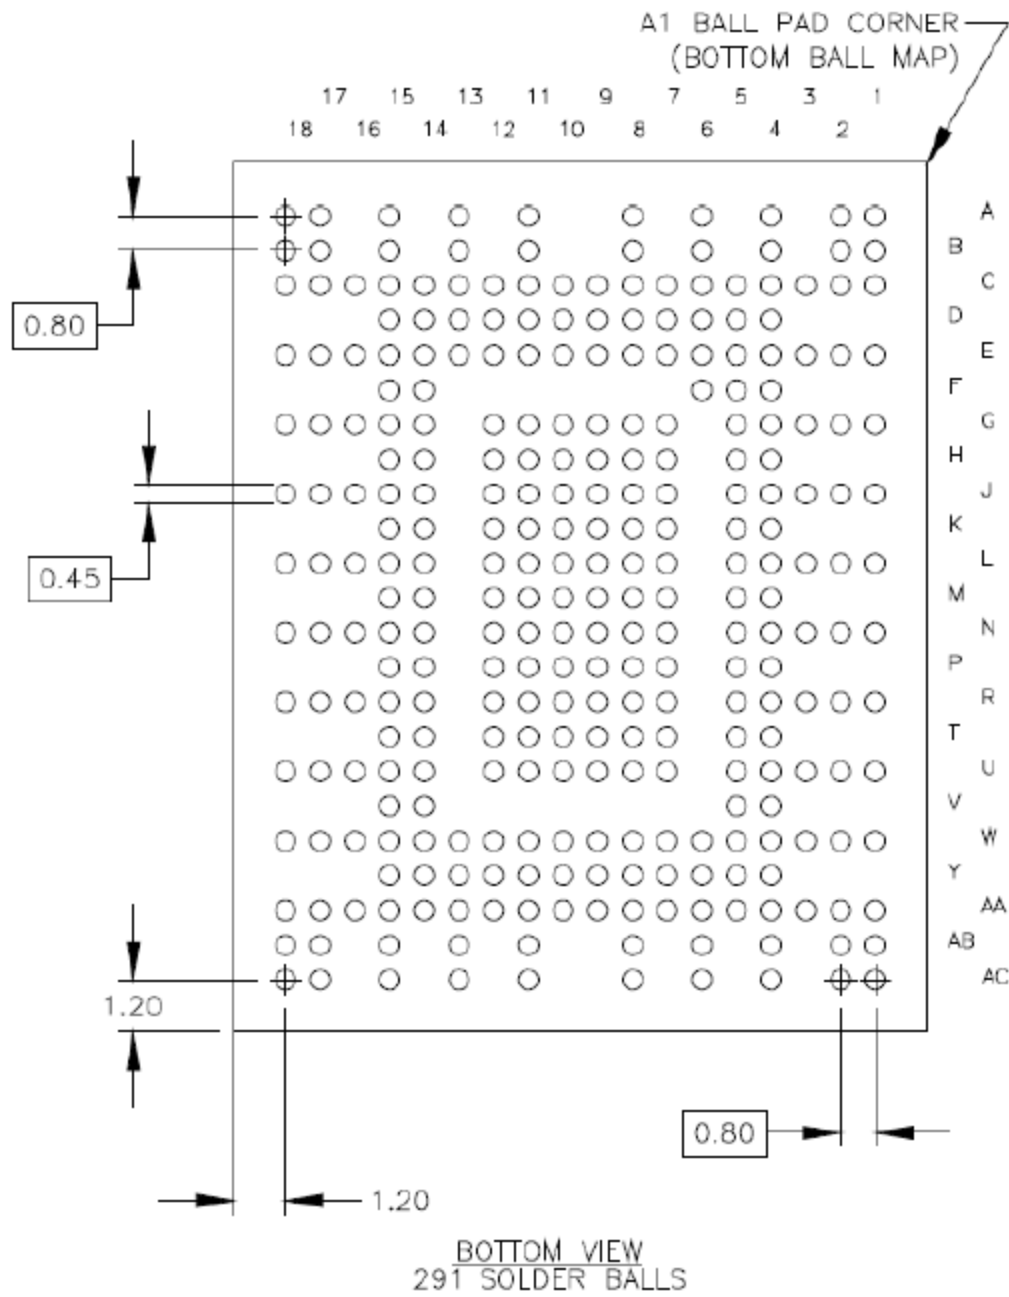 A1 BALL PAD CORNER
(BOTTOM BALL MAP)
17 15 13 11 9 7 5 3 1
18 16 14 12 10 8 6 4 2
A
B
C
D
E
F
G
H
J
K
L
M
N
P
R
T
U
V
W
Y
AA
AB
AC
0.80
0.45
1.20
0.80
1.20
BOTTOM VIEW
291 SOLDER BALLS